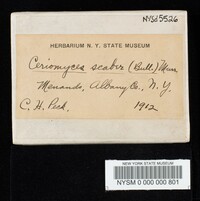 NYSf5526
HERBARIUM N. Y. STATE MUSEUM
Ceriomyces scaber (Bull.) Murr.
Menands, Albany Co., N. Y.
C. H. Peck. 1912
NEW YORK STATE MUSEUM
NYSM 0 000 000 801